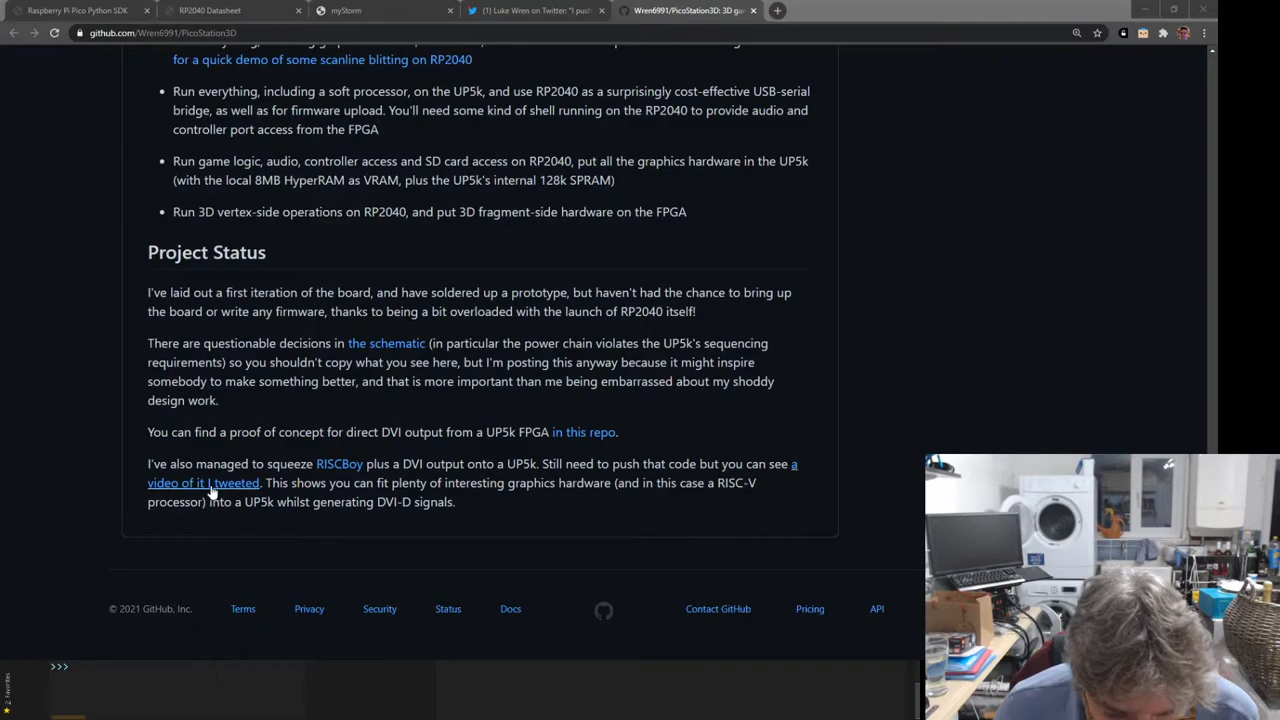 Raspberry Pi Pico Python SDK
RP2040 Datasheet
myStorm
(1) Luke Wren on Twitter: "I push
Wren6991/PicoStation3D: 3D ga
github.com/Wren6991/PicoStation3D
for a quick demo of some scanline blitting on RP2040
Run everything, including a soft processor, on the UP5k, and use RP2040 as a surprisingly cost-effective USB-serial
bridge, as well as for firmware upload. You'll need some kind of shell running on the RP2040 to provide audio and
controller port access from the FPGA
Run game logic, audio, controller access and SD card access on RP2040, put all the graphics hardware in the UP5k
(with the local 8MB HyperRAM as VRAM, plus the UP5k's internal 128k SPRAM)
Run 3D vertex-side operations on RP2040, and put 3D fragment-side hardware on the FPGA
Project Status
I've laid out a first iteration of the board, and have soldered up a prototype, but haven't had the chance to bring up
the board or write any firmware, thanks to being a bit overloaded with the launch of RP2040 itself!
There are questionable decisions in the schematic (in particular the power chain violates the UP5k's sequencing
requirements) so you shouldn't copy what you see here, but I'm posting this anyway because it might inspire
somebody to make something better, and that is more important than me being embarrassed about my shoddy
design work.
You can find a proof of concept for direct DVI output from a UP5k FPGA in this repo.
I've also managed to squeeze RISCBoy plus a DVI output onto a UP5k. Still need to push that code but you can see a
video of it I tweeted. This shows you can fit plenty of interesting graphics hardware (and in this case a RISC-V
processor) into a UP5k whilst generating DVI-D signals.
© 2021 GitHub, Inc.
Terms
Privacy
Security
Status
Docs
Contact GitHub
Pricing
API
>>>
2: Favorites